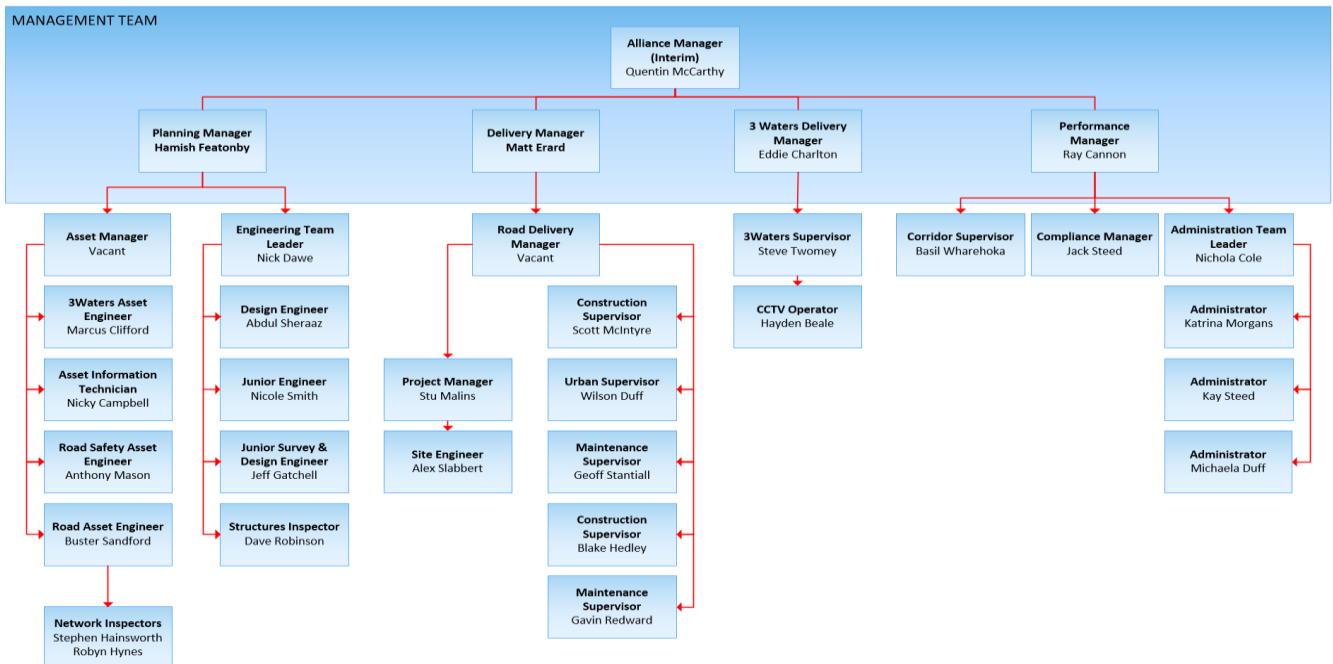 MANAGEMENT TEAM
Alliance Manager
(Interim)
Quentin McCarthy
Planning Manager
Hamish Featonby
Delivery Manager
Matt Erard
3 Waters Delivery
Manager
Eddie Charlton
Performance
Manager
Ray Cannon
Asset Manager
Vacant
Engineering Team
Leader
Nick Dawe
Road Delivery
Manager
Vacant
3Waters Supervisor
Steve Twomey
Corridor Supervisor
Basil Wharehoka
Compliance Manager
Jack Steed
Administration Team
Leader
Nichola Cole
3Waters Asset
Engineer
Marcus Clifford
Design Engineer
Abdul Sheraaz
Construction
Supervisor
Scott McIntyre
CCTV Operator
Hayden Beale
Administrator
Katrina Morgans
Asset Information
Technician
Nicky Campbell
Junior Engineer
Nicole Smith
Project Manager
Stu Malins
Urban Supervisor
Wilson Duff
Administrator
Kay Steed
Road Safety Asset
Engineer
Anthony Mason
Junior Survey &
Design Engineer
Jeff Gatchell
Site Engineer
Alex Slabbert
Maintenance
Supervisor
Geoff Stantiall
Administrator
Michaela Duff
Road Asset Engineer
Buster Sandford
Structures Inspector
Dave Robinson
Construction
Supervisor
Blake Hedley
Network Inspectors
Stephen Hainsworth
Robyn Hynes
Maintenance
Supervisor
Gavin Redward